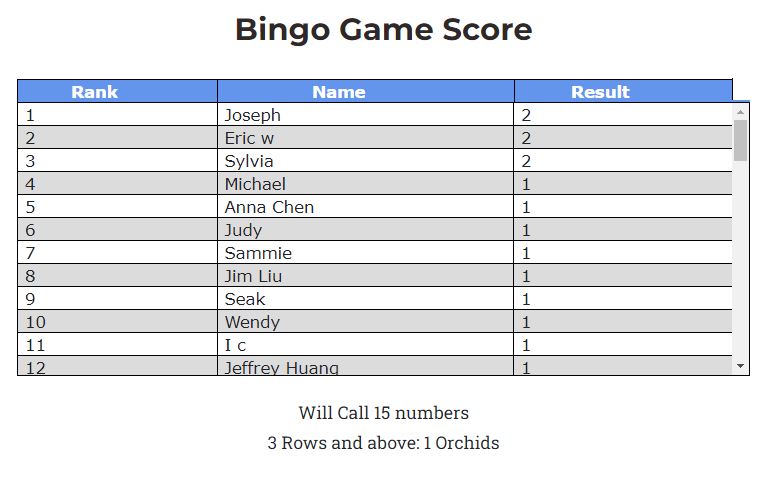 Bingo Game Score
Rank Name Result
1 Joseph 2
2 Eric w 2
3 Sylvia 2
4 Michael 1
5 Anna Chen 1
6 Judy 1
7 Sammie 1
8 Jim Liu 1
9 Seak 1
10 Wendy 1
11 I c 1
12 Jeffrey Huang 1
Will Call 15 numbers
3 Rows and above: 1 Orchids